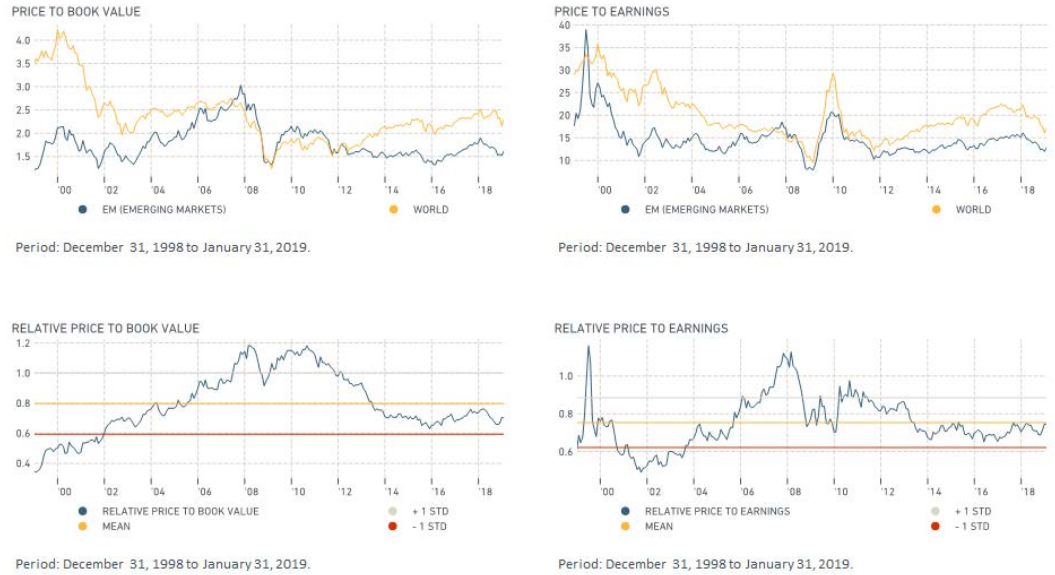 PRICE TO BOOK VALUE
4.0
3.5
3.0
2.5
2.0
1.5
'00 '02 '04 '06 '08 '10 '12 '14 '16 '18
EM (EMERGING MARKETS) WORLD
Period: December 31, 1998 to January 31, 2019.
PRICE TO EARNINGS
40
35
30
25
20
15
10
'00 '02 '04 '06 '08 '10 '12 '14 '16 '18
EM (EMERGING MARKETS) WORLD
Period: December 31, 1998 to January 31, 2019.
RELATIVE PRICE TO BOOK VALUE
1.2
1.0
0.8
0.6
0.4
'00 '02 '04 '06 '08 '10 '12 '14 '16 '18
RELATIVE PRICE TO BOOK VALUE + 1 STD
MEAN - 1 STD
Period: December 31, 1998 to January 31, 2019.
RELATIVE PRICE TO EARNINGS
1.0
0.8
0.6
'00 '02 '04 '06 '08 '10 '12 '14 '16 '18
RELATIVE PRICE TO EARNINGS + 1 STD
MEAN - 1 STD
Period: December 31, 1998 to January 31, 2019.